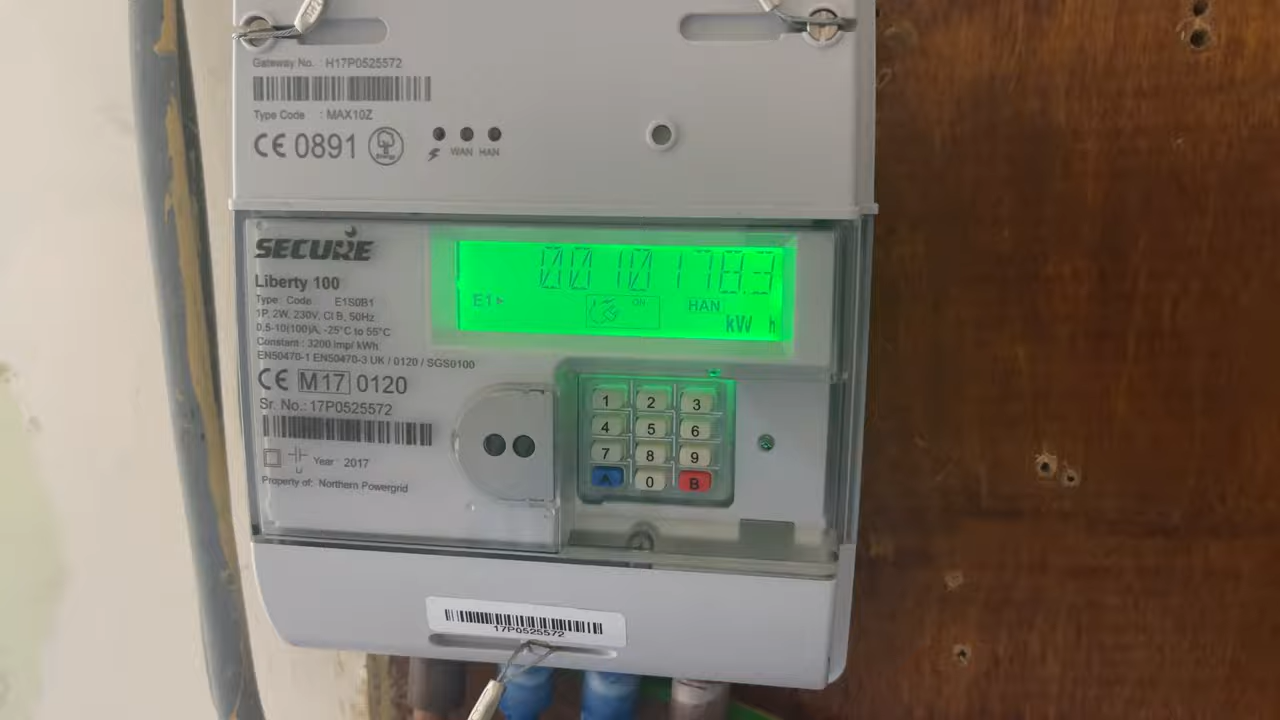 Gateway No. : H17P0525572
Type Code : MAX10Z
CE 0891
WAN HAN
SECURE
Liberty 100
Type Code E1S0B1
1P, 2W, 230V, Cl B, 50Hz
0.5-10(100)A, -25°C to 55°C
Constant : 3200 imp/ kWh
EN50470-1 EN50470-3 UK / 0120 / SGS0100
CE M17 0120
Sr. No.: 17P0525572
Year : 2017
Property of: Northern Powergrid
0010178.3
E1 ON HAN
kW h
1 2 3
4 5 6
7 8 9
A 0 B
17P0525572